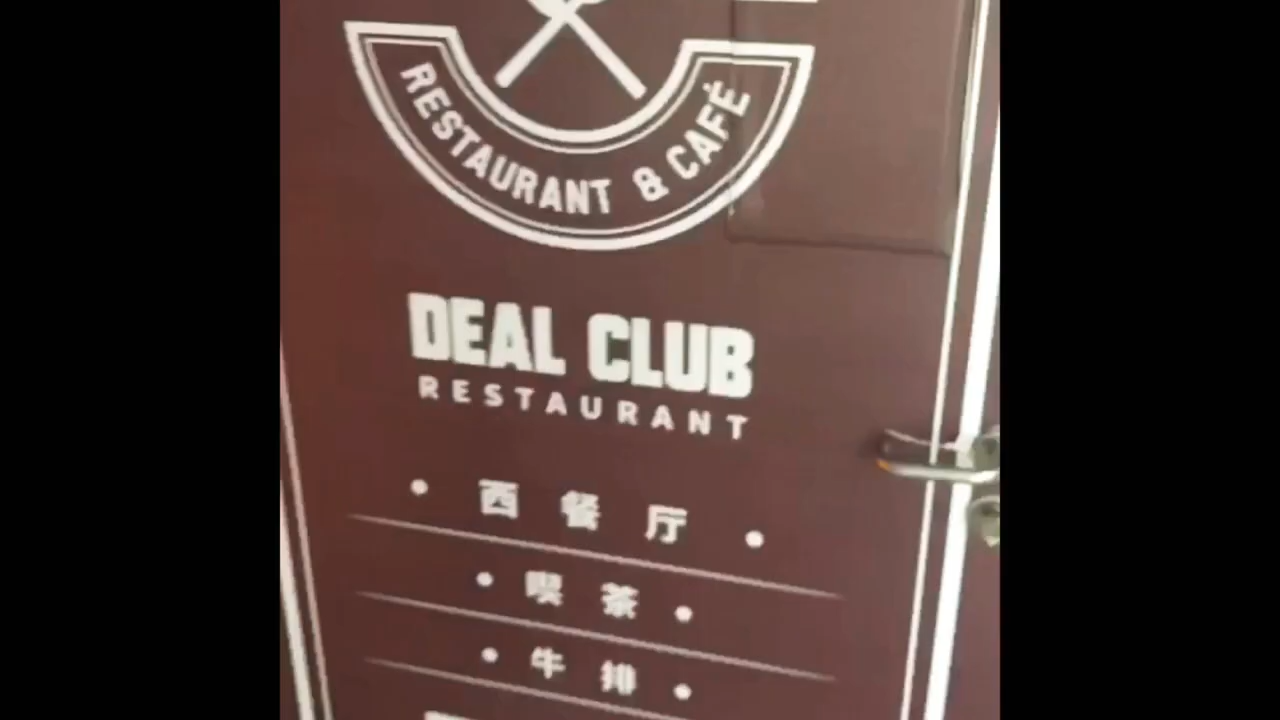 RESTAURANT & CAFÉ
DEAL CLUB
RESTAURANT
• 西餐厅 •
• 喫茶 •
• 牛排 •